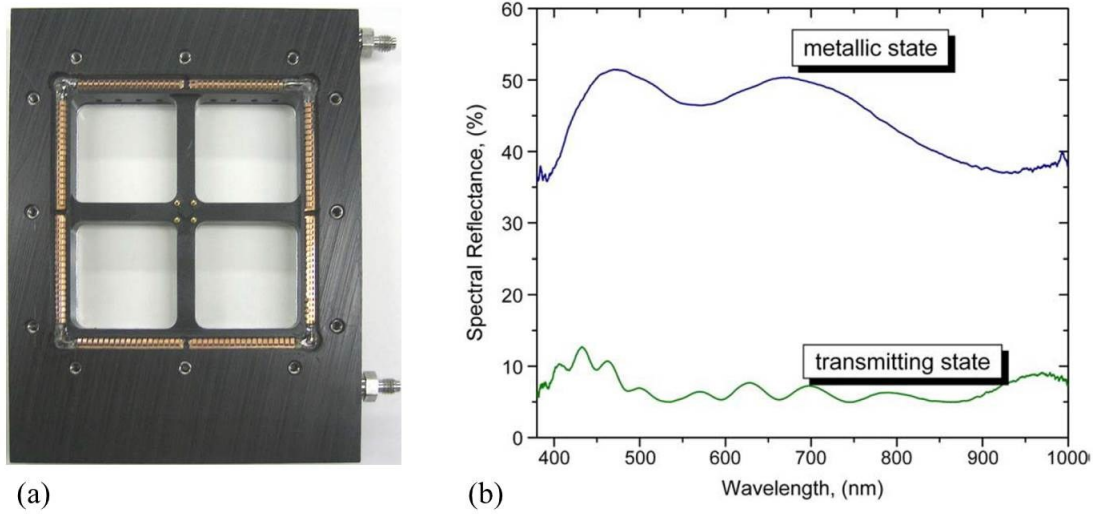 60
metallic state
50
40
30
20
transmitting state
10
0
400 500 600 700 800 900 1000
Spectral Reflectance, (%)
Wavelength, (nm)
(a)
(b)